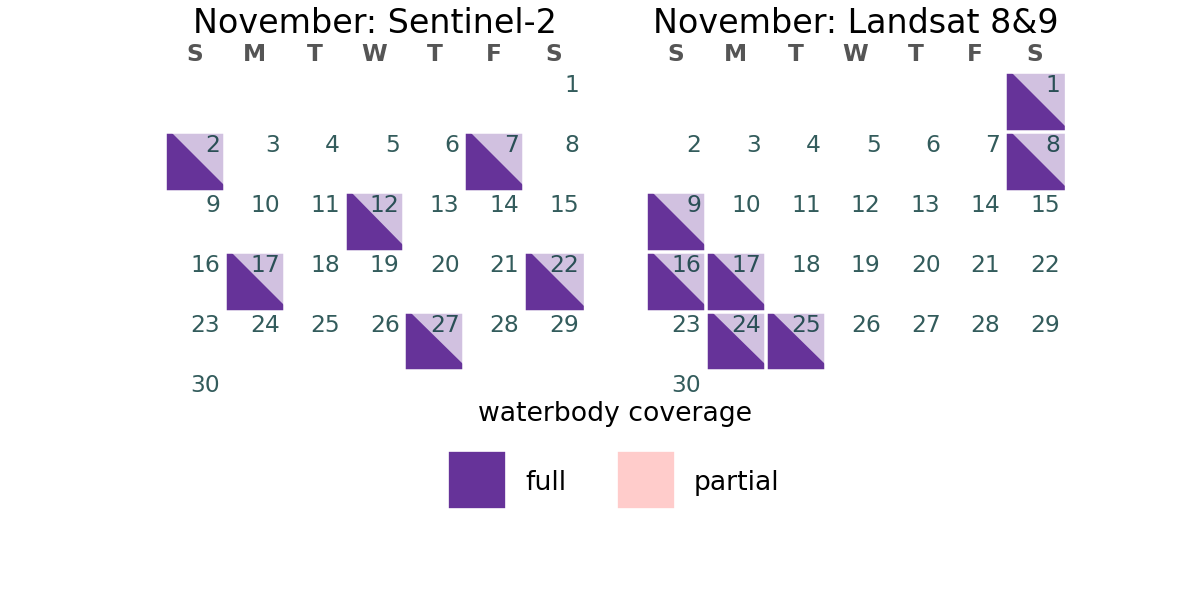 November: Sentinel-2
S M T W T F S
1
2 3 4 5 6 7 8
9 10 11 12 13 14 15
16 17 18 19 20 21 22
23 24 25 26 27 28 29
30
November: Landsat 8&9
S M T W T F S
1
2 3 4 5 6 7 8
9 10 11 12 13 14 15
16 17 18 19 20 21 22
23 24 25 26 27 28 29
30
waterbody coverage
full partial